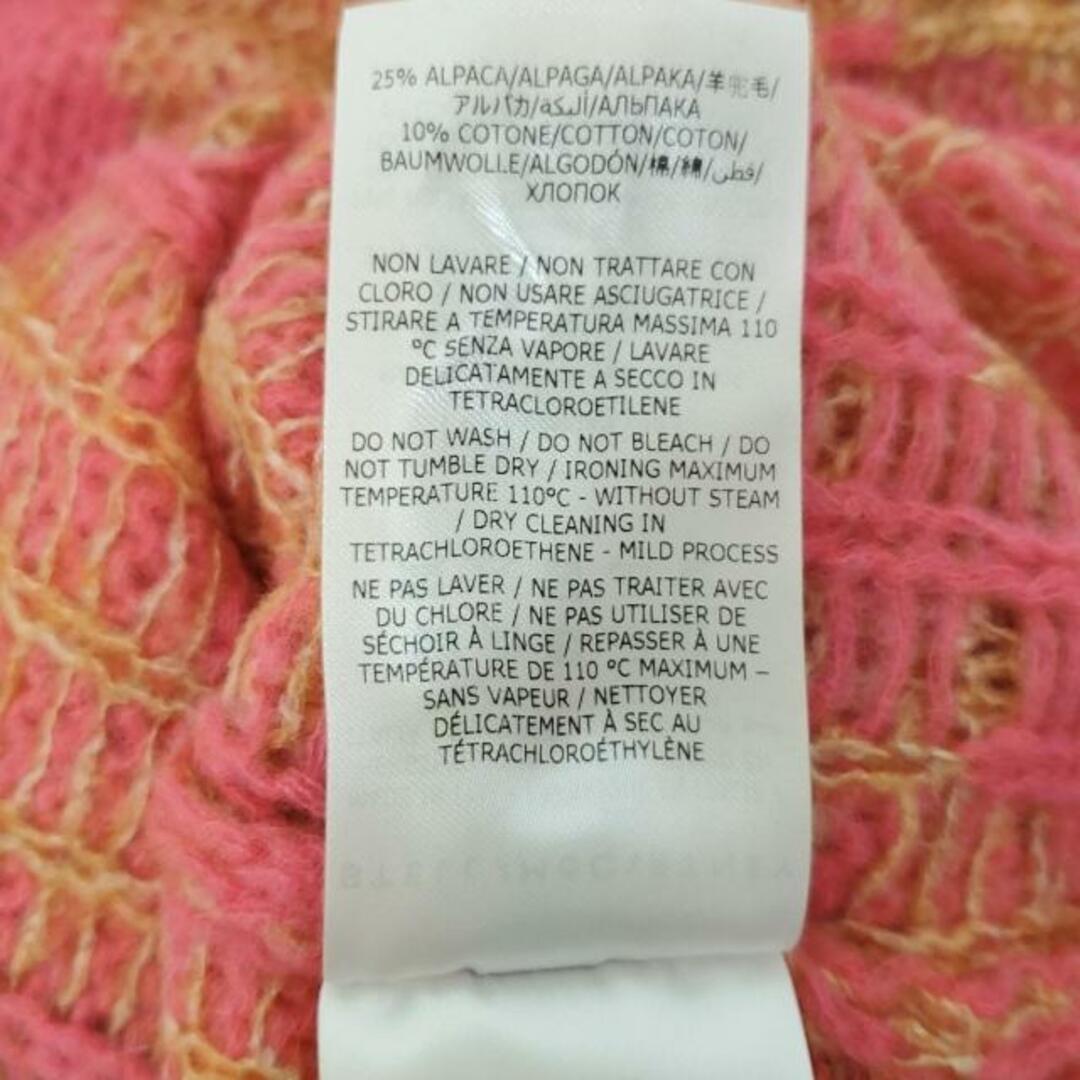 25% ALPACA/ALPAGA/ALPAKA/羊驼毛/
アルパカ/البكة/АЛЬПАКА
10% COTONE/COTTON/COTON/
BAUMWOLLE/ALGODÓN/棉/綿/قطن/
ХЛОПОК
NON LAVARE / NON TRATTARE CON
CLORO / NON USARE ASCIUGATRICE /
STIRARE A TEMPERATURA MASSIMA 110
°C SENZA VAPORE / LAVARE
DELICATAMENTE A SECCO IN
TETRACLOROETILENE
DO NOT WASH / DO NOT BLEACH / DO
NOT TUMBLE DRY / IRONING MAXIMUM
TEMPERATURE 110°C - WITHOUT STEAM
/ DRY CLEANING IN
TETRACHLOROETHENE - MILD PROCESS
NE PAS LAVER / NE PAS TRAITER AVEC
DU CHLORE / NE PAS UTILISER DE
SÉCHOIR À LINGE / REPASSER À UNE
TEMPÉRATURE DE 110 °C MAXIMUM –
SANS VAPEUR / NETTOYER
DÉLICATEMENT À SEC AU
TÉTRACHLOROÉTHYLÈNE